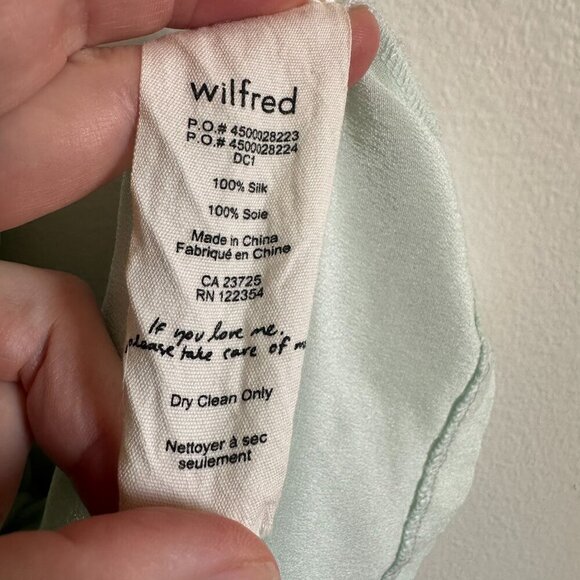 wilfred
P.O.# 4500028223
P.O.# 4500028224
DC1
100% Silk
100% Soie
Made in China
Fabriqué en Chine
CA 23725
RN 122354
If you love me,
please take care of
Dry Clean Only
Nettoyer à sec
seulement